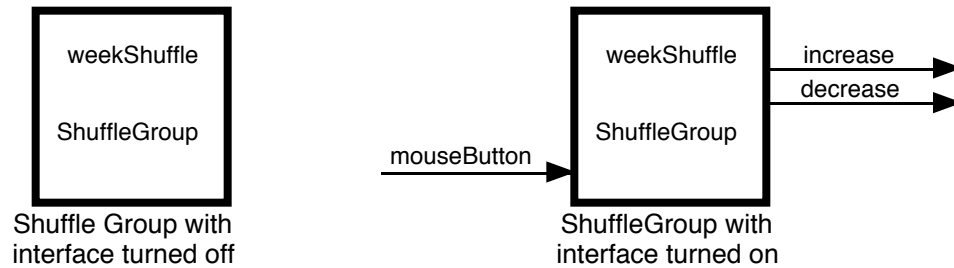 weekShuffle
ShuffleGroup
Shuffle Group with
interface turned off
mouseButton
weekShuffle
ShuffleGroup
increase
decrease
ShuffleGroup with
interface turned on